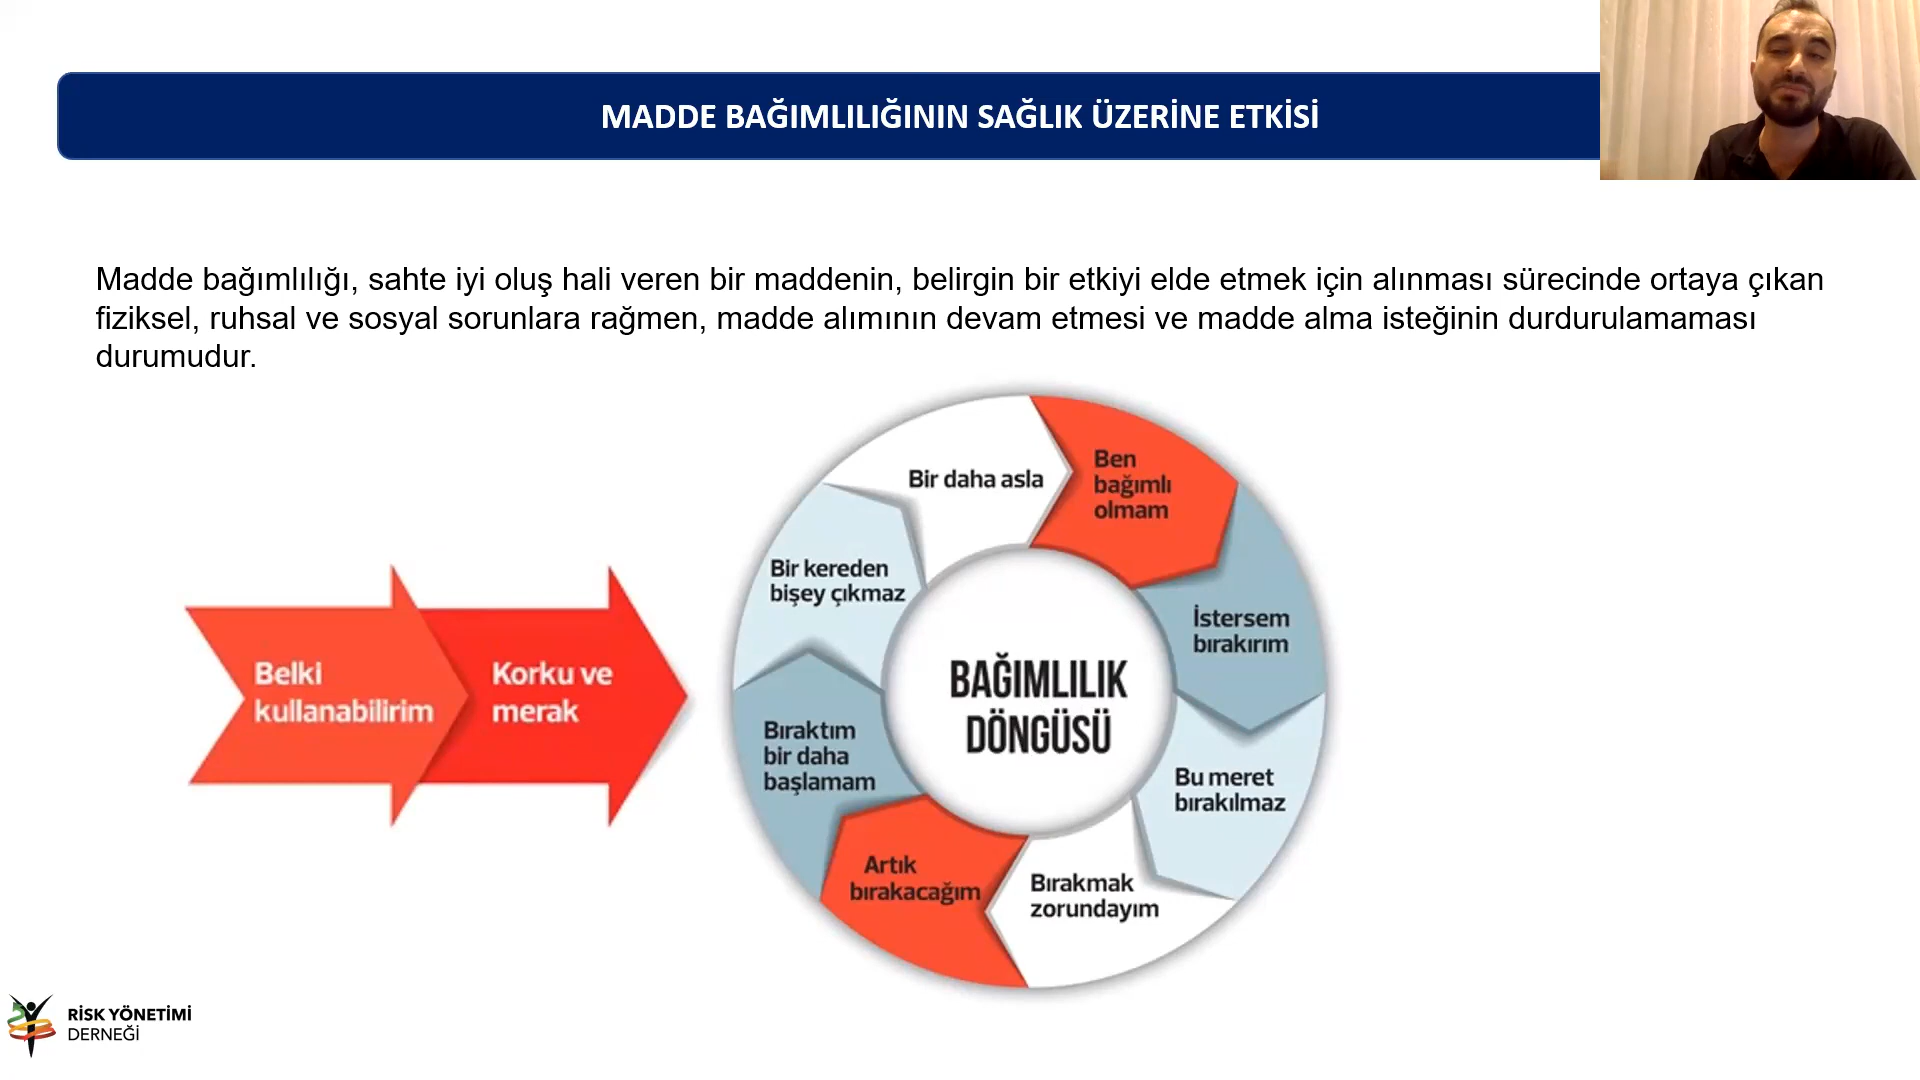 MADDE BAĞIMLILIĞININ SAĞLIK ÜZERİNE ETKİSİ
Madde bağımlılığı, sahte iyi oluş hali veren bir maddenin, belirgin bir etkiyi elde etmek için alınması sürecinde ortaya çıkan
fiziksel, ruhsal ve sosyal sorunlara rağmen, madde alımının devam etmesi ve madde alma isteğinin durdurulamaması
durumudur.
Belki
kullanabilirim
Korku ve
merak
BAĞIMLILIK
DÖNGÜSÜ
Ben
bağımlı
olmam
İstersem
bırakırım
Bu meret
bırakılmaz
Bırakmak
zorundayım
Artık
bırakacağım
Bıraktım
bir daha
başlamam
Bir kereden
bişey çıkmaz
Bir daha asla
RİSK YÖNETİMİ
DERNEĞİ